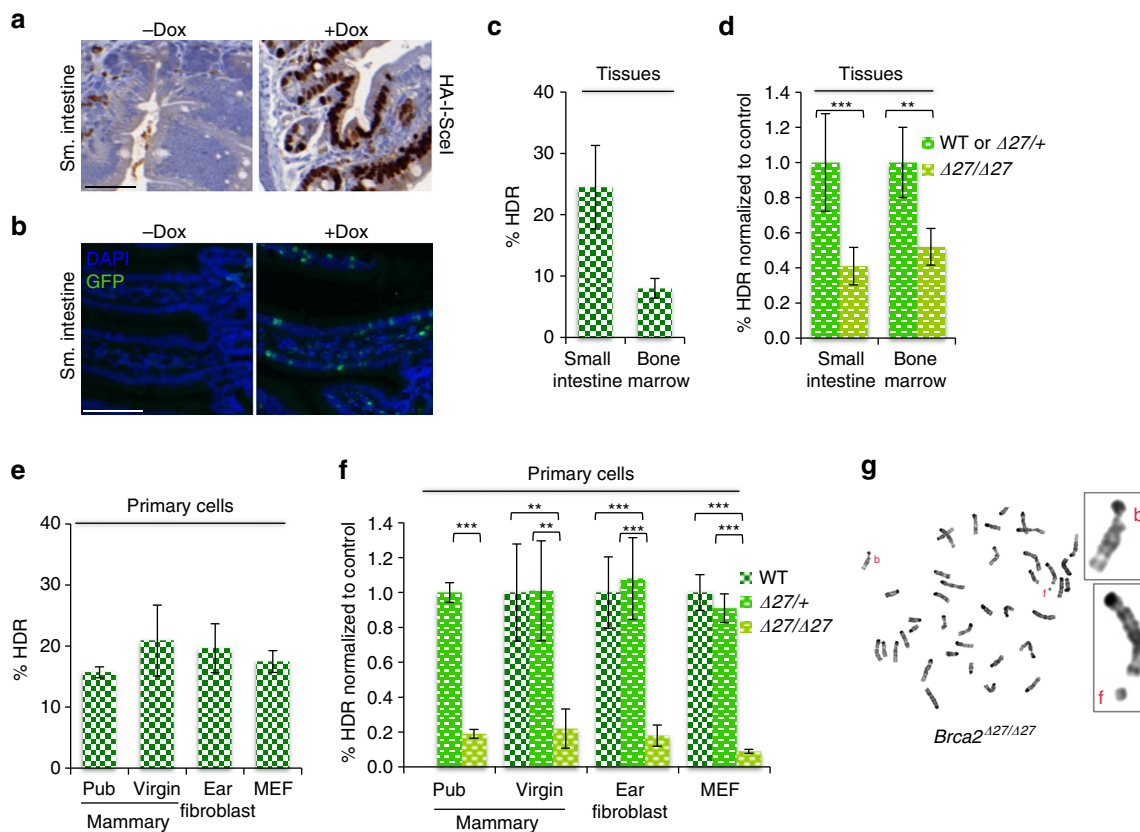 a
–Dox
+Dox
Sm. intestine
HA-I-SceI
b
–Dox
+Dox
DAPI
GFP
Sm. intestine
c
Tissues
% HDR
40
30
20
10
0
Small intestine
Bone marrow
d
Tissues
% HDR normalized to control
1.4
1.2
1.0
0.8
0.6
0.4
0.2
0.0
***
**
WT or Δ27/+
Δ27/Δ27
Small intestine
Bone marrow
e
Primary cells
% HDR
40
30
20
10
0
Pub
Virgin
Ear fibroblast
MEF
Mammary
f
Primary cells
% HDR normalized to control
1.4
1.2
1.0
0.8
0.6
0.4
0.2
0.0
***
**
**
***
***
***
***
WT
Δ27/+
Δ27/Δ27
Pub
Virgin
Ear fibroblast
MEF
Mammary
g
b
f
b
f
Brca2Δ27/Δ27